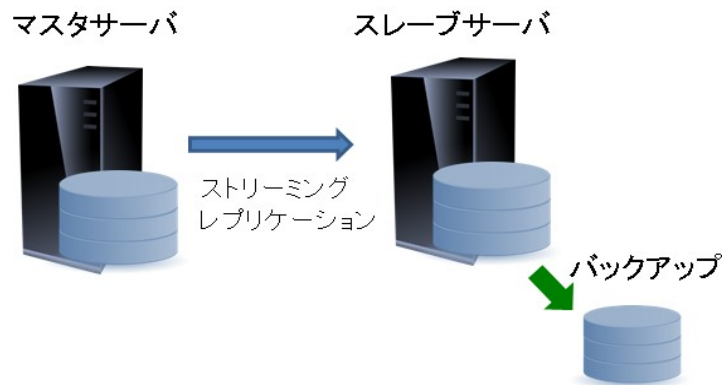 マスタサーバ
スレーブサーバ
ストリーミング
レプリケーション
バックアップ